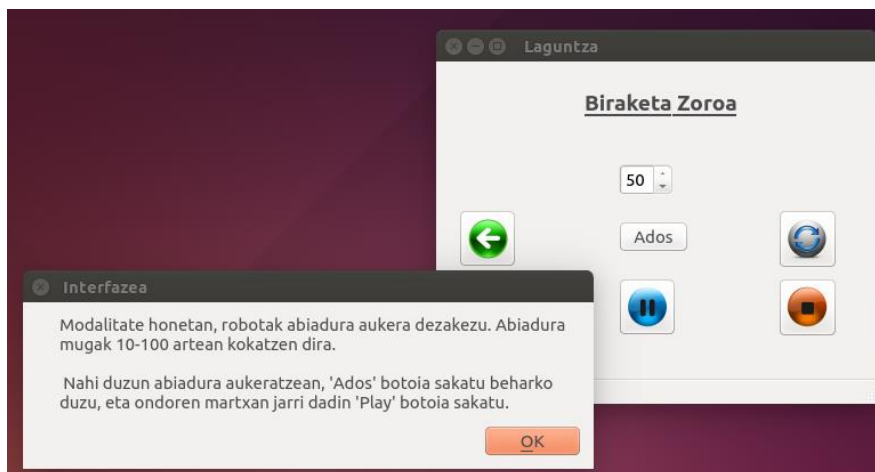 Laguntza
Biraketa Zoroa
50
Ados
Interfazea
Modalitate honetan, robotak abiadura aukera dezakezu. Abiadura
mugak 10-100 artean kokatzen dira.
Nahi duzun abiadura aukeratzean, 'Ados' botoia sakatu beharko
duzu, eta ondoren martxan jarri dadin 'Play' botoia sakatu.
OK